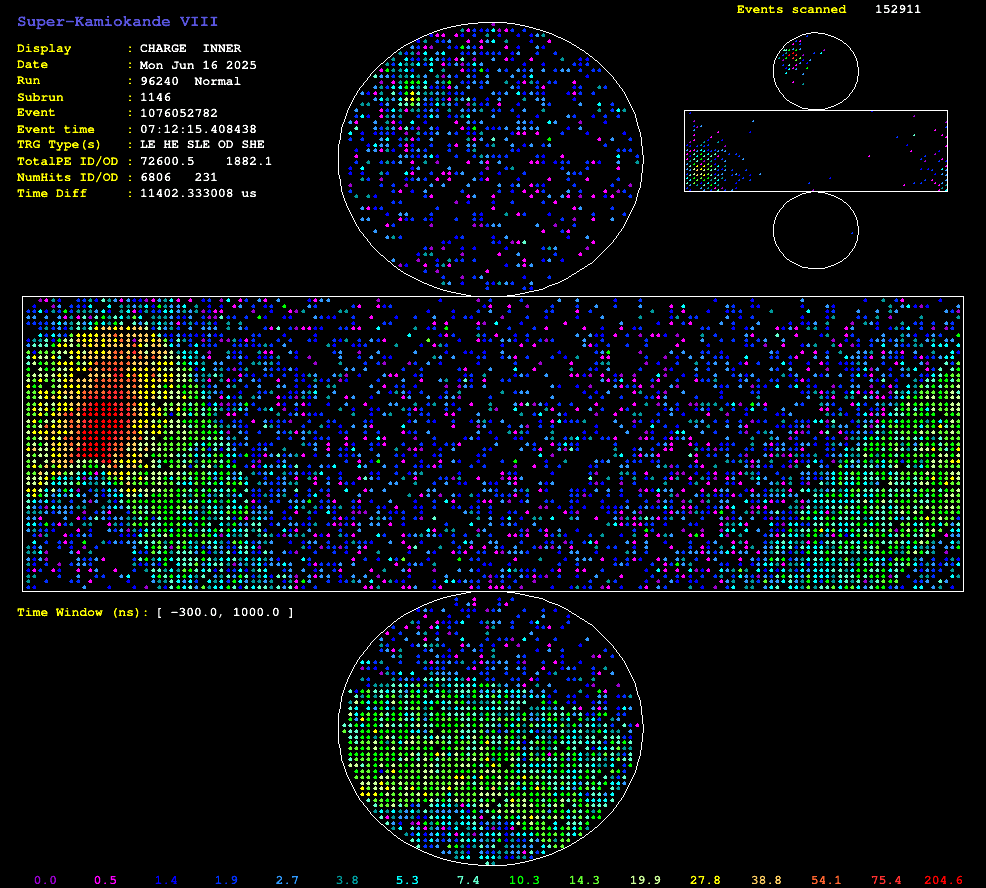 Super-Kamiokande VIII
Events scanned 152911
Display : CHARGE INNER
Date : Mon Jun 16 2025
Run : 96240 Normal
Subrun : 1146
Event : 1076052782
Event time : 07:12:15.408438
TRG Type(s) : LE HE SLE OD SHE
TotalPE ID/OD : 72600.5 1882.1
NumHits ID/OD : 6806 231
Time Diff : 11402.333008 us
Time Window (ns): [ -300.0, 1000.0 ]
0.0 0.5 1.4 1.9 2.7 3.8 5.3 7.4 10.3 14.3 19.9 27.8 38.8 54.1 75.4 204.6